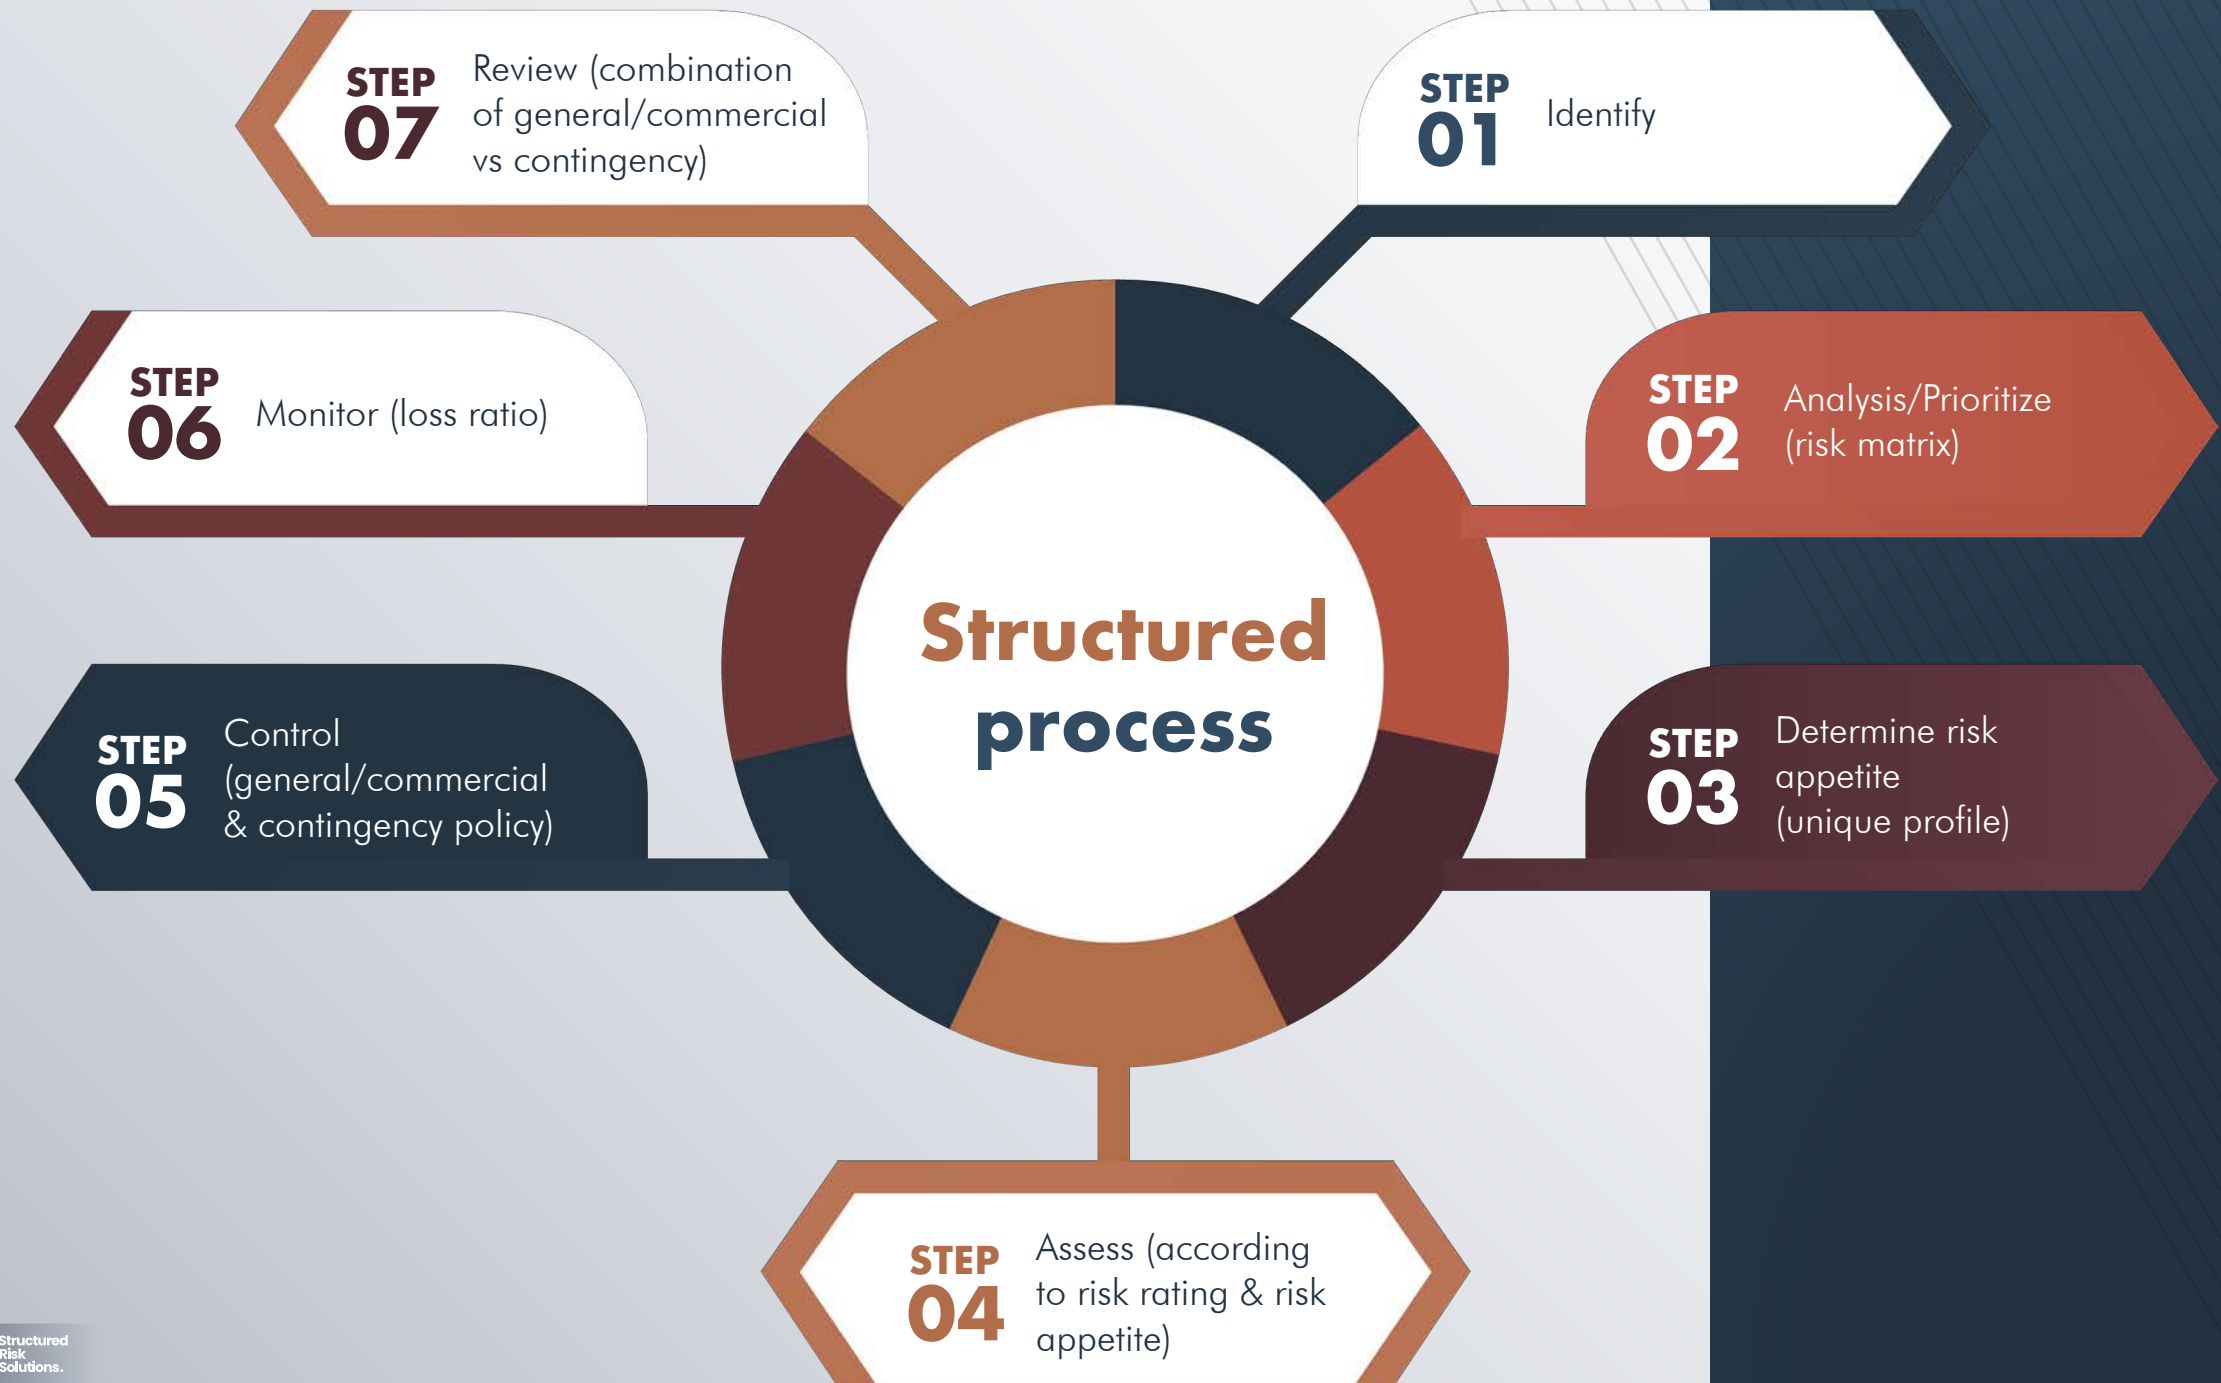 Structured
process
STEP
01
Identify
STEP
02
Analysis/Prioritize
(risk matrix)
STEP
03
Determine risk
appetite
(unique profile)
STEP
04
Assess (according
to risk rating & risk
appetite)
STEP
05
Control
(general/commercial
& contingency policy)
STEP
06
Monitor (loss ratio)
STEP
07
Review (combination
of general/commercial
vs contingency)
Structured
Risk
Solutions.